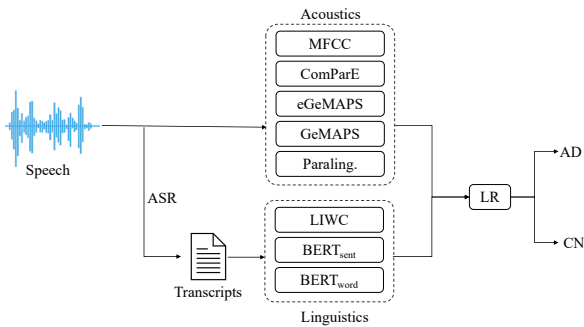 Acoustics
MFCC
ComParE
eGeMAPS
GeMAPS
Paraling.
Speech
ASR
Transcripts
LIWC
BERTsent
BERTword
Linguistics
LR
AD
CN